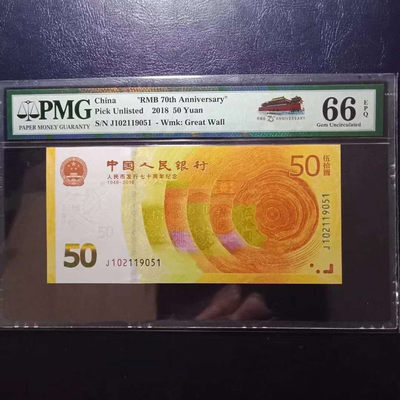 PMG
PAPER MONEY GUARANTY
China "RMB 70th Anniversary"
Pick Unlisted 2018 50 Yuan
S/N J102119051 - Wmk: Great Wall
66 EPQ
Gem Uncirculated
中国人民银行
人民币发行七十周年纪念
1948-2018
50 伍拾圆
50
50
J102119051
J102119051